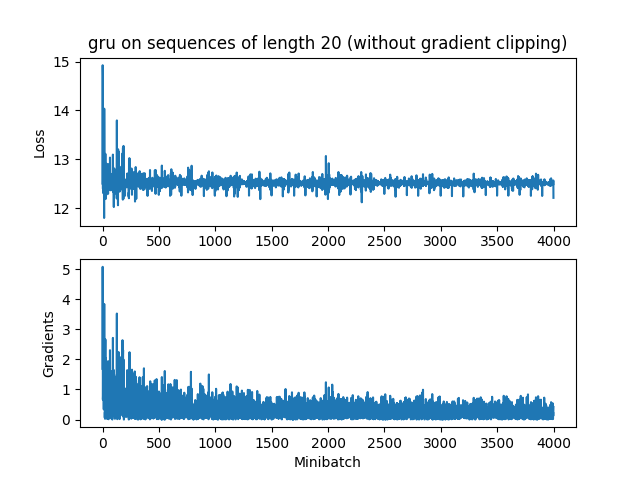 gru on sequences of length 20 (without gradient clipping)
15
14
13
12
Loss
0 500 1000 1500 2000 2500 3000 3500 4000
5
4
3
2
1
0
Gradients
0 500 1000 1500 2000 2500 3000 3500 4000
Minibatch